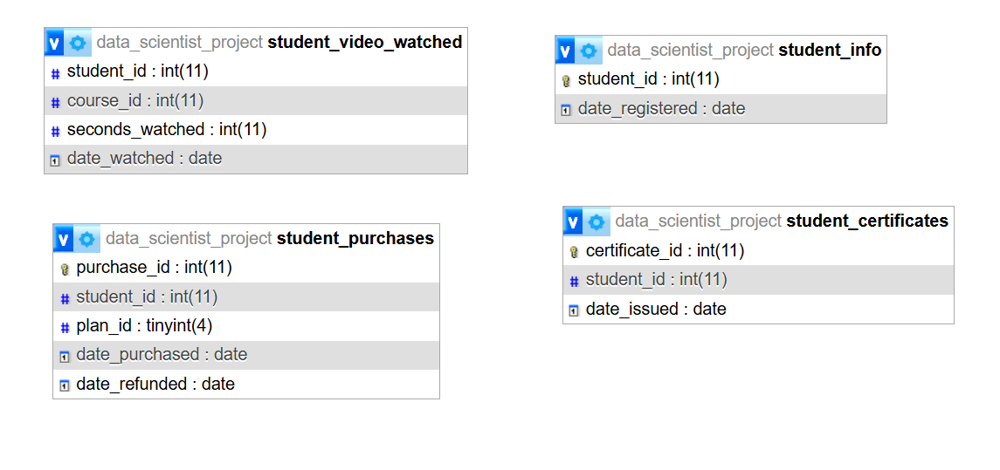 data_scientist_project student_video_watched
student_id : int(11)
course_id : int(11)
seconds_watched : int(11)
date_watched : date
data_scientist_project student_info
student_id : int(11)
date_registered : date
data_scientist_project student_purchases
purchase_id : int(11)
student_id : int(11)
plan_id : tinyint(4)
date_purchased : date
date_refunded : date
data_scientist_project student_certificates
certificate_id : int(11)
student_id : int(11)
date_issued : date